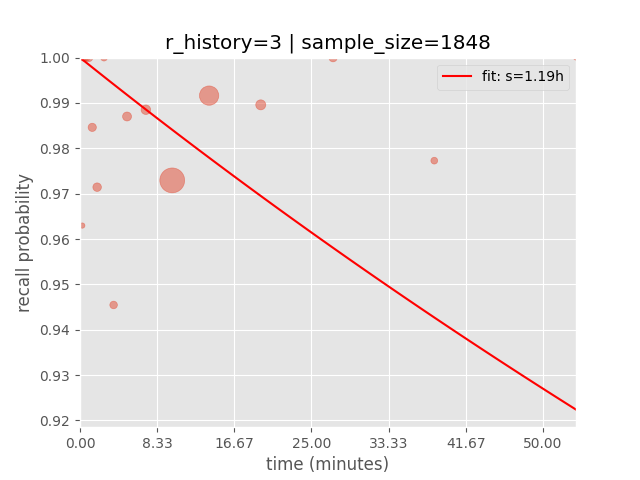 r_history=3 | sample_size=1848
fit: s=1.19h
1.00
0.99
0.98
0.97
0.96
0.95
0.94
0.93
0.92
recall probability
0.00 8.33 16.67 25.00 33.33 41.67 50.00
time (minutes)